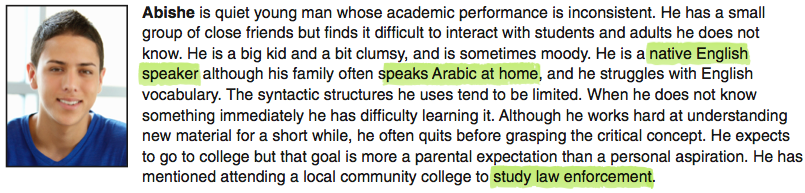 Abishe is quiet young man whose academic performance is inconsistent. He has a small
group of close friends but finds it difficult to interact with students and adults he does not
know. He is a big kid and a bit clumsy, and is sometimes moody. He is a native English
speaker although his family often speaks Arabic at home, and he struggles with English
vocabulary. The syntactic structures he uses tend to be limited. When he does not know
something immediately he has difficulty learning it. Although he works hard at understanding
new material for a short while, he often quits before grasping the critical concept. He expects
to go to college but that goal is more a parental expectation than a personal aspiration. He has
mentioned attending a local community college to study law enforcement.